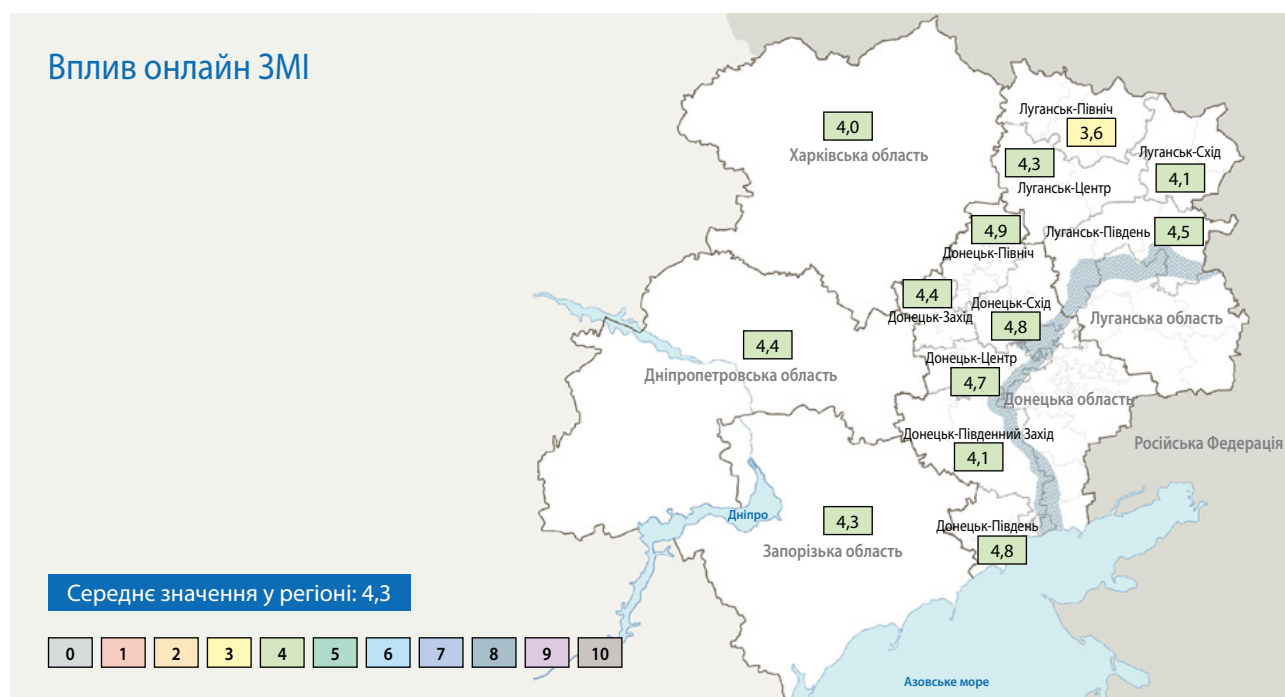 Вплив онлайн ЗМІ
Луганськ-Північ
3,6
4,0
Харківська область
Луганськ-Схід
4,1
4,3
Луганськ-Центр
4,9
Донецьк-Північ
Луганськ-Південь
4,5
4,4
Донецьк-Захід
Донецьк-Схід
4,8
Луганська область
4,4
Дніпропетровська область
Донецьк-Центр
4,7
Донецька область
Донецьк-Південний Захід
4,1
Російська Федерація
Дніпро
4,3
Запорізька область
Донецьк-Південь
4,8
Середнє значення у регіоні: 4,3
0 1 2 3 4 5 6 7 8 9 10
Азовське море